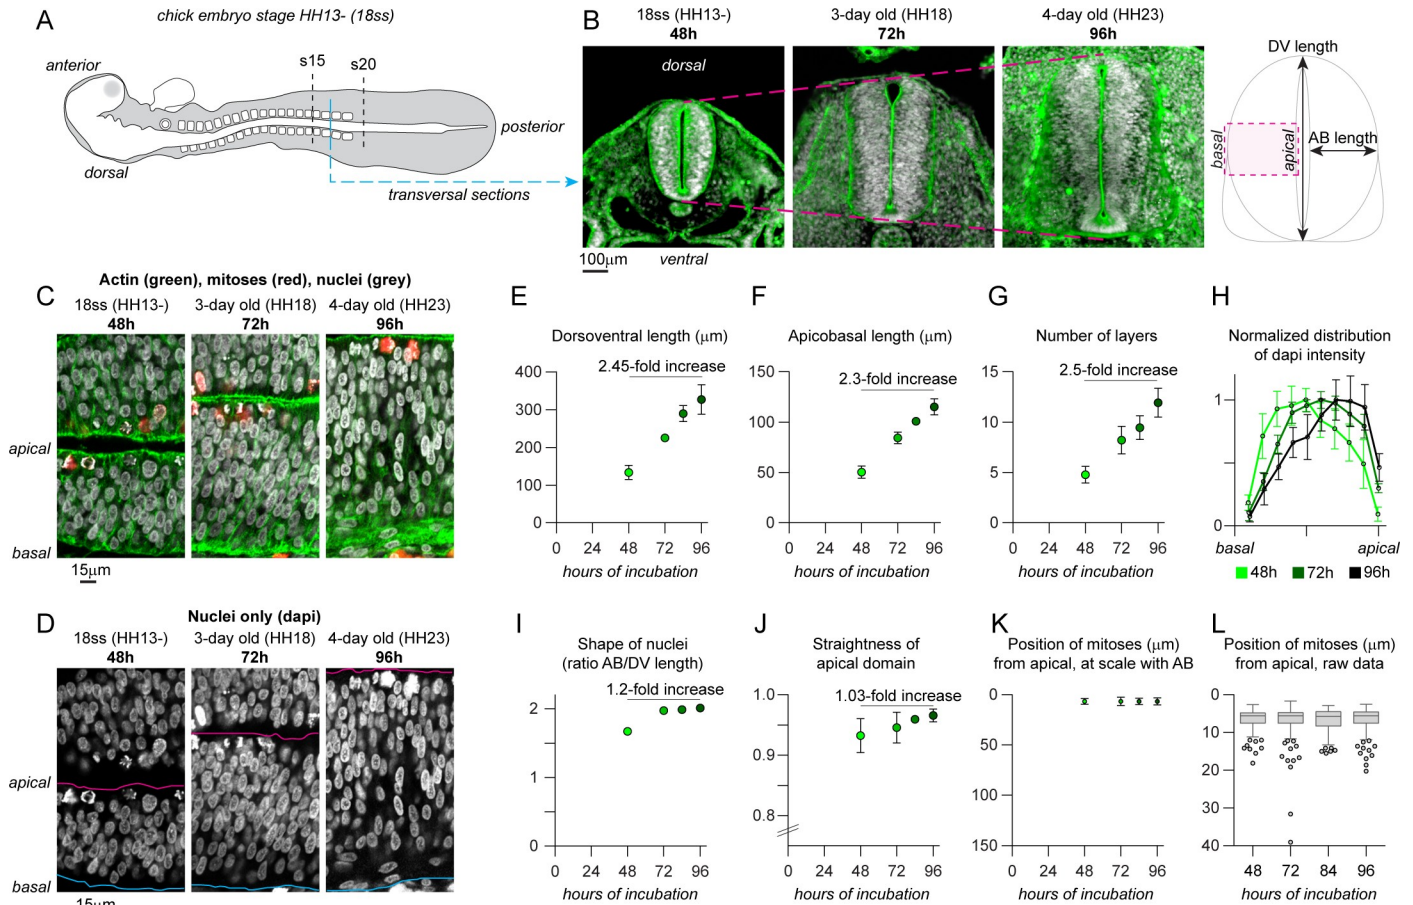 A
chick embryo stage HH13- (18ss)
anterior
s15
s20
posterior
dorsal
transversal sections
B
18ss (HH13-)
48h
3-day old (HH18)
72h
4-day old (HH23)
96h
dorsal
ventral
100μm
DV length
AB length
basal
apical
Actin (green), mitoses (red), nuclei (grey)
C
18ss (HH13-)
48h
3-day old (HH18)
72h
4-day old (HH23)
96h
apical
basal
15μm
E
Dorsoventral length (μm)
2.45-fold increase
400
300
200
100
0
0 24 48 72 96
hours of incubation
F
Apicobasal length (μm)
2.3-fold increase
150
100
50
0
0 24 48 72 96
hours of incubation
G
Number of layers
2.5-fold increase
15
10
5
0
0 24 48 72 96
hours of incubation
H
Normalized distribution
of dapi intensity
1
0
basal
apical
48h 72h 96h
Nuclei only (dapi)
D
18ss (HH13-)
48h
3-day old (HH18)
72h
4-day old (HH23)
96h
apical
basal
15μm
I
Shape of nuclei
(ratio AB/DV length)
1.2-fold increase
2
1
0
0 24 48 72 96
hours of incubation
J
Straightness of
apical domain
1.03-fold increase
1.0
0.9
0.8
0 24 48 72 96
hours of incubation
K
Position of mitoses (μm)
from apical, at scale with AB
0
50
100
150
0 24 48 72 96
hours of incubation
L
Position of mitoses (μm)
from apical, raw data
0
10
20
30
40
48 72 84 96
hours of incubation